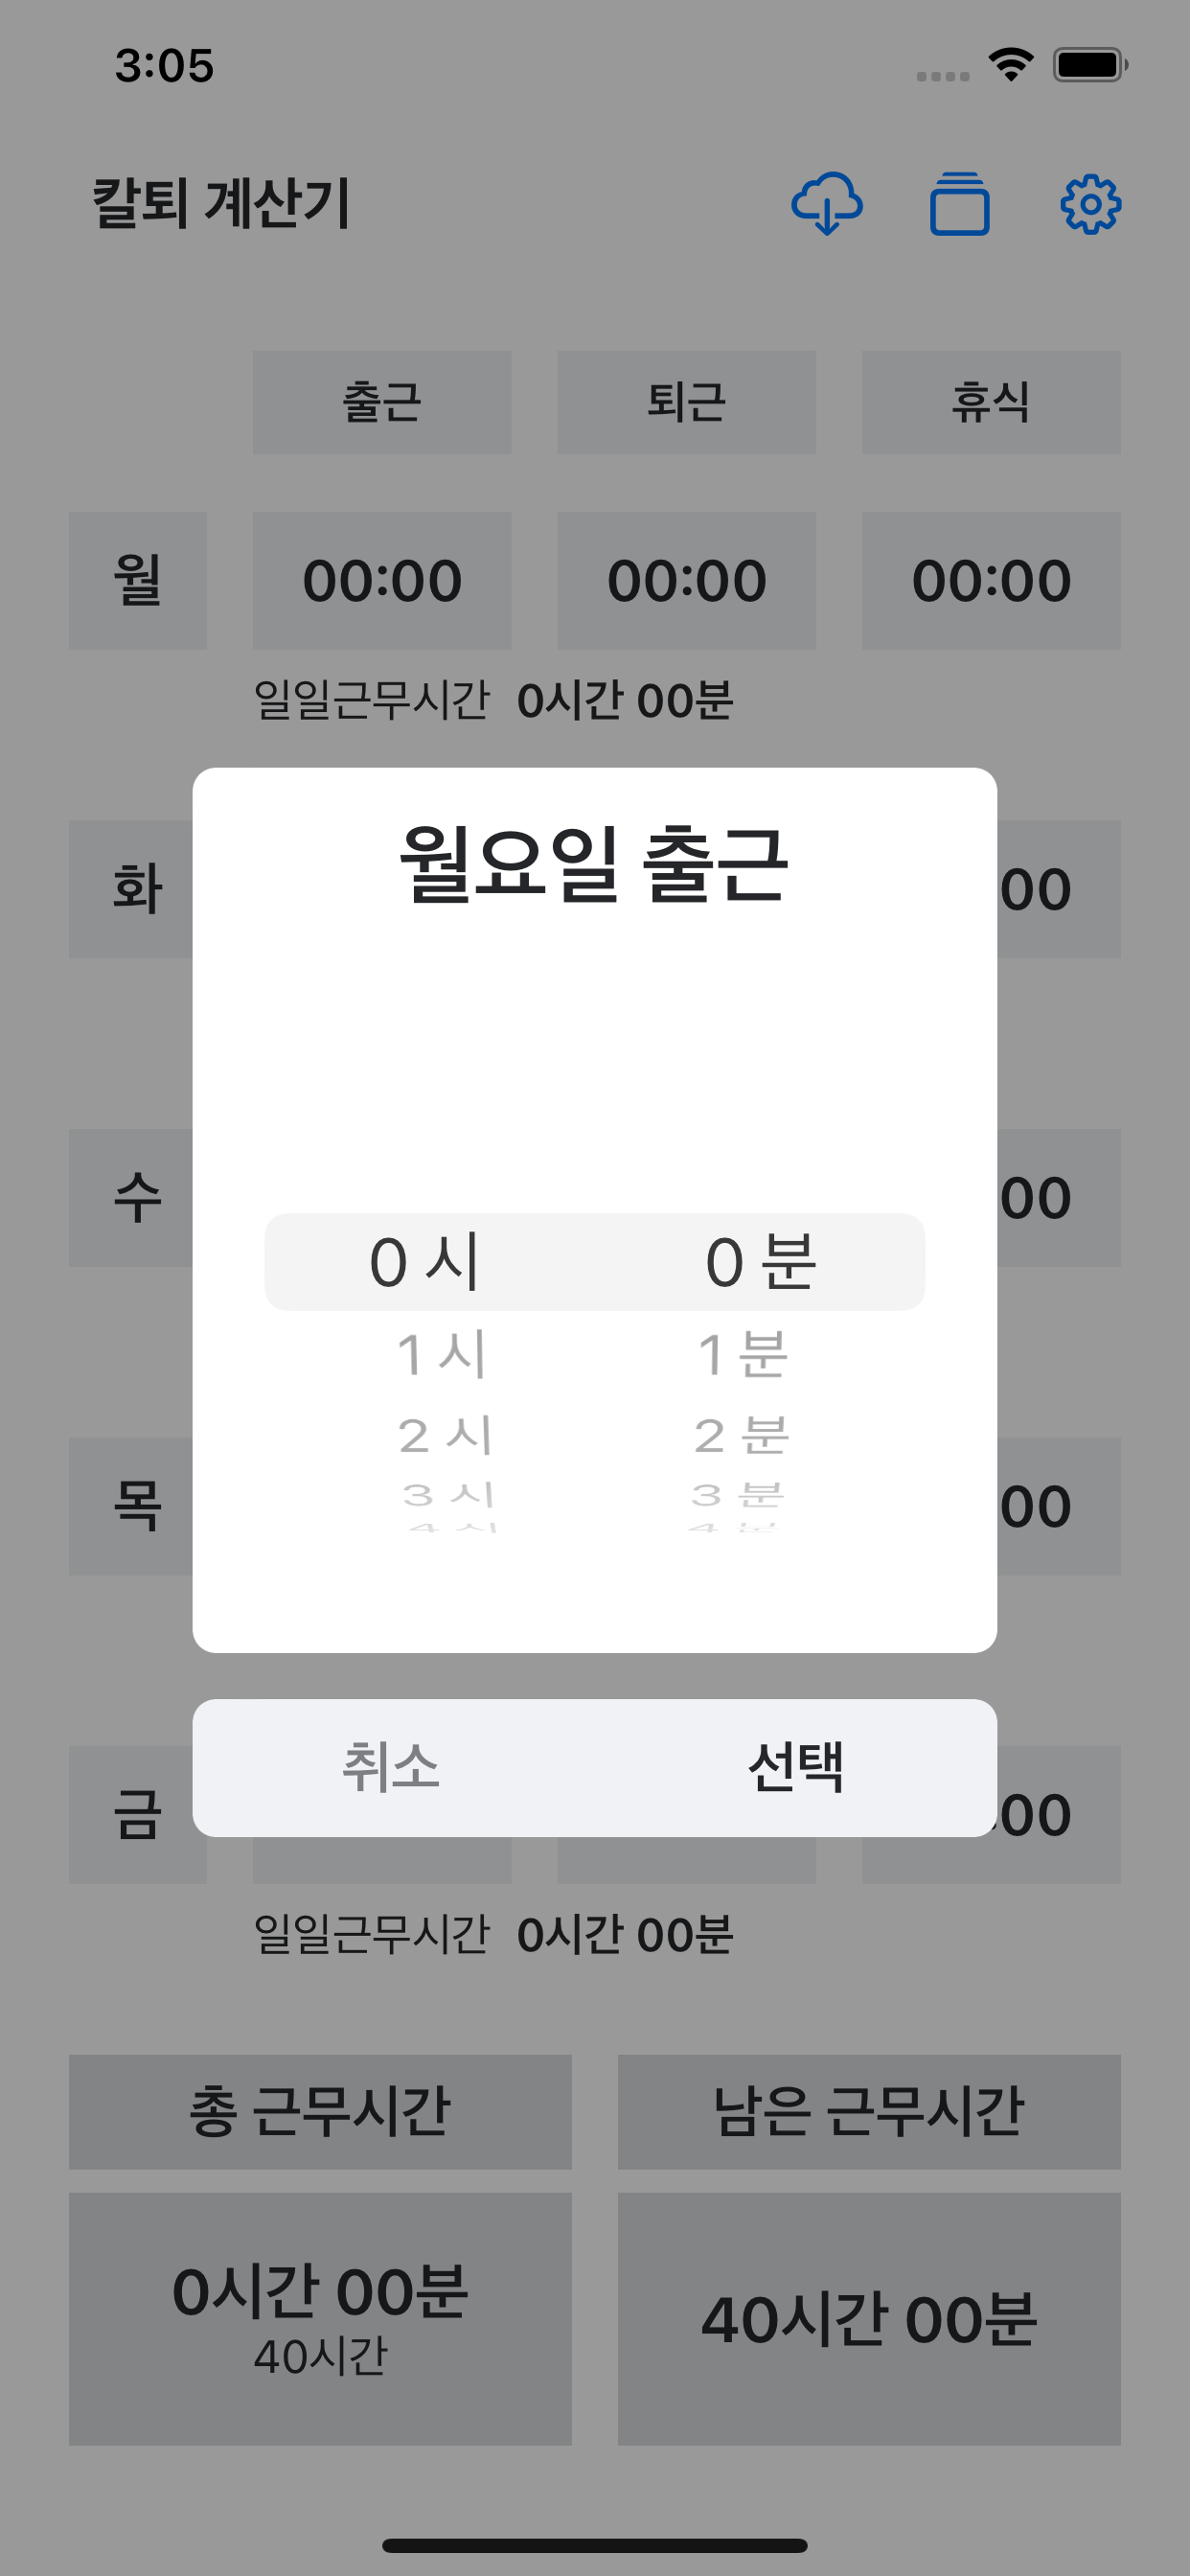 3:05
칼퇴 계산기
출근 퇴근 휴식
월 00:00 00:00 00:00
일일근무시간 0시간 00분
월요일 출근
화 00
수 00
0 시 0 분
1 시 1 분
2 시 2 분
3 시 3 분
4 시 4 분
목 00
취소 선택
금 00
일일근무시간 0시간 00분
총 근무시간 남은 근무시간
0시간 00분
40시간
40시간 00분